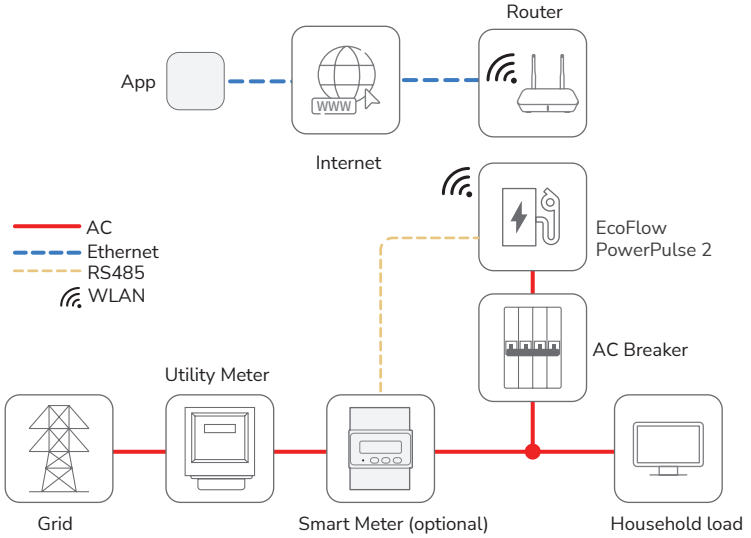 Router
App
WWW
Internet
AC
Ethernet
RS485
WLAN
EcoFlow
PowerPulse 2
AC Breaker
Utility Meter
Grid
Smart Meter (optional)
Household load